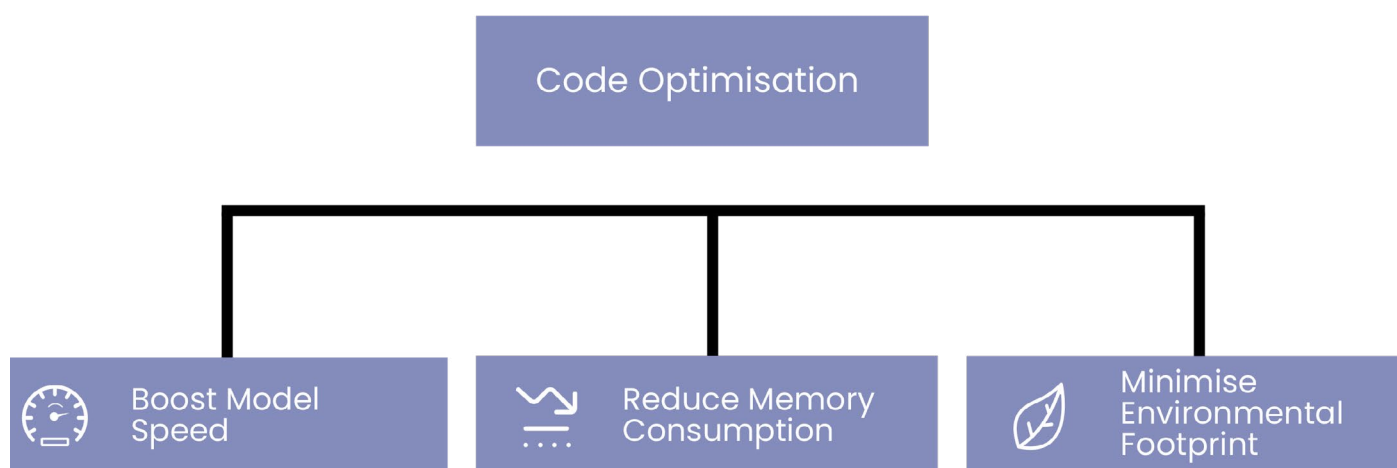 Code Optimisation
Boost Model
Speed
Reduce Memory
Consumption
Minimise
Environmental
Footprint